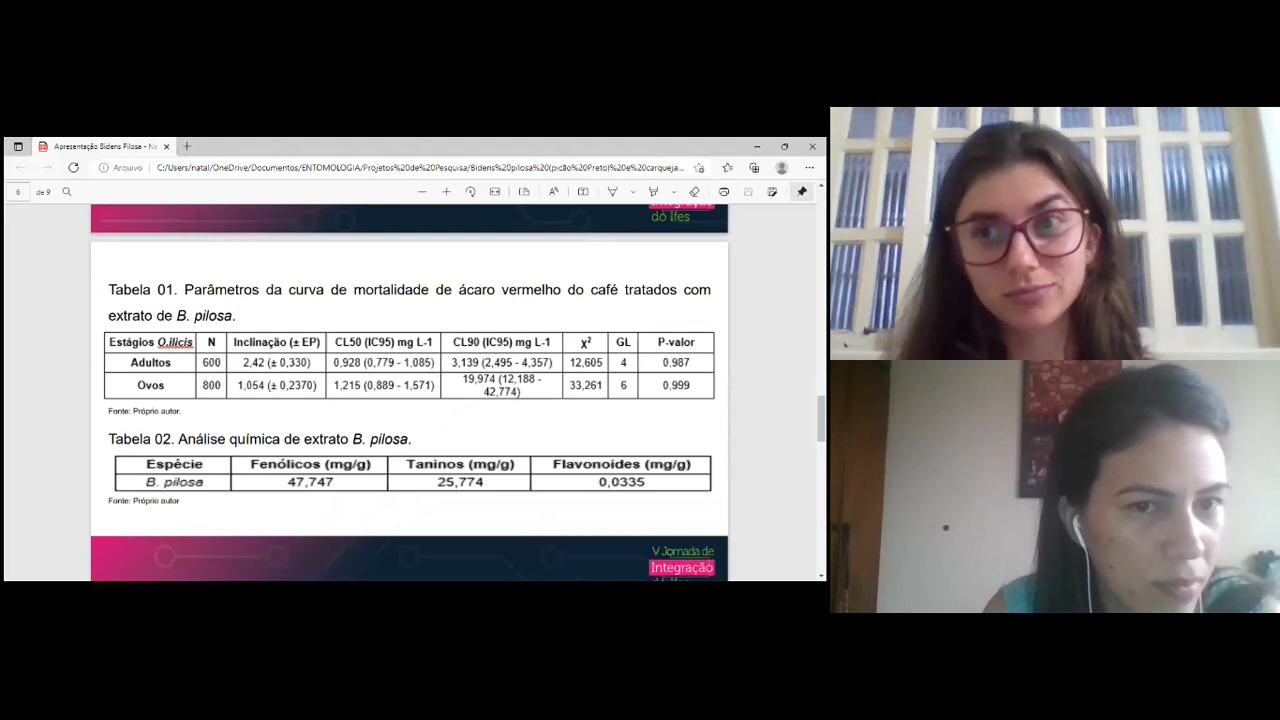 Apresentação Bidens Pilosa - Ne
Arquivo
C:/Users/natal/OneDrive/Documentos/ENTOMOLOGIA/Projetos%20de%20Pesquisa/Bidens%20pilosa%20(picão%20Preto)%20e%20carqueja...
6 de 9
Integração
do Ifes
Tabela 01. Parâmetros da curva de mortalidade de ácaro vermelho do café tratados com
extrato de B. pilosa.
Estágios O.ilicis N Inclinação (± EP) CL50 (IC95) mg L-1 CL90 (IC95) mg L-1 χ² GL P-valor
Adultos 600 2,42 (± 0,330) 0,928 (0,779 - 1,085) 3,139 (2,495 - 4,357) 12,605 4 0,987
Ovos 800 1,054 (± 0,2370) 1,215 (0,889 - 1,571) 19,974 (12,188 -
42,774) 33,261 6 0,999
Fonte: Próprio autor.
Tabela 02. Análise química de extrato B. pilosa.
Espécie Fenólicos (mg/g) Taninos (mg/g) Flavonoides (mg/g)
B. pilosa 47,747 25,774 0,0335
Fonte: Próprio autor
V Jornada de
Integração
do Ifes